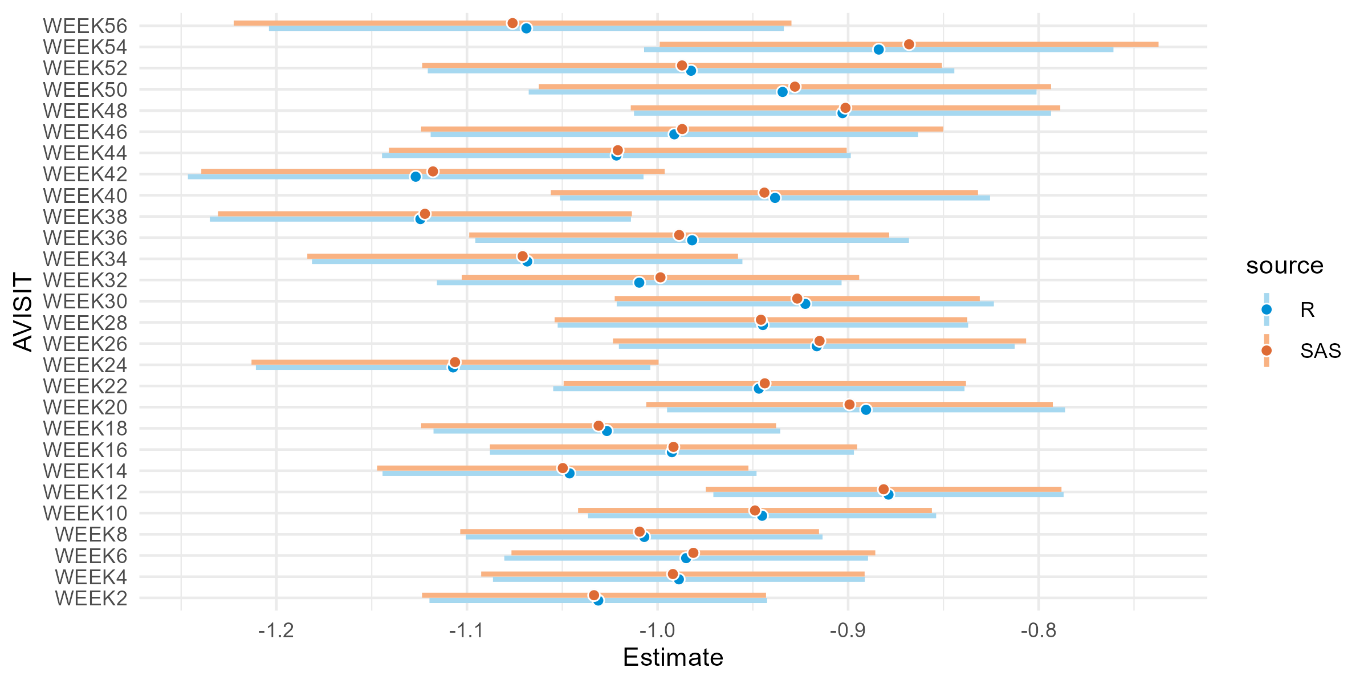 WEEK56
WEEK54
WEEK52
WEEK50
WEEK48
WEEK46
WEEK44
WEEK42
WEEK40
WEEK38
WEEK36
WEEK34
WEEK32
WEEK30
WEEK28
WEEK26
WEEK24
WEEK22
WEEK20
WEEK18
WEEK16
WEEK14
WEEK12
WEEK10
WEEK8
WEEK6
WEEK4
WEEK2
AVISIT
-1.2 -1.1 -1.0 -0.9 -0.8
Estimate
source
R
SAS